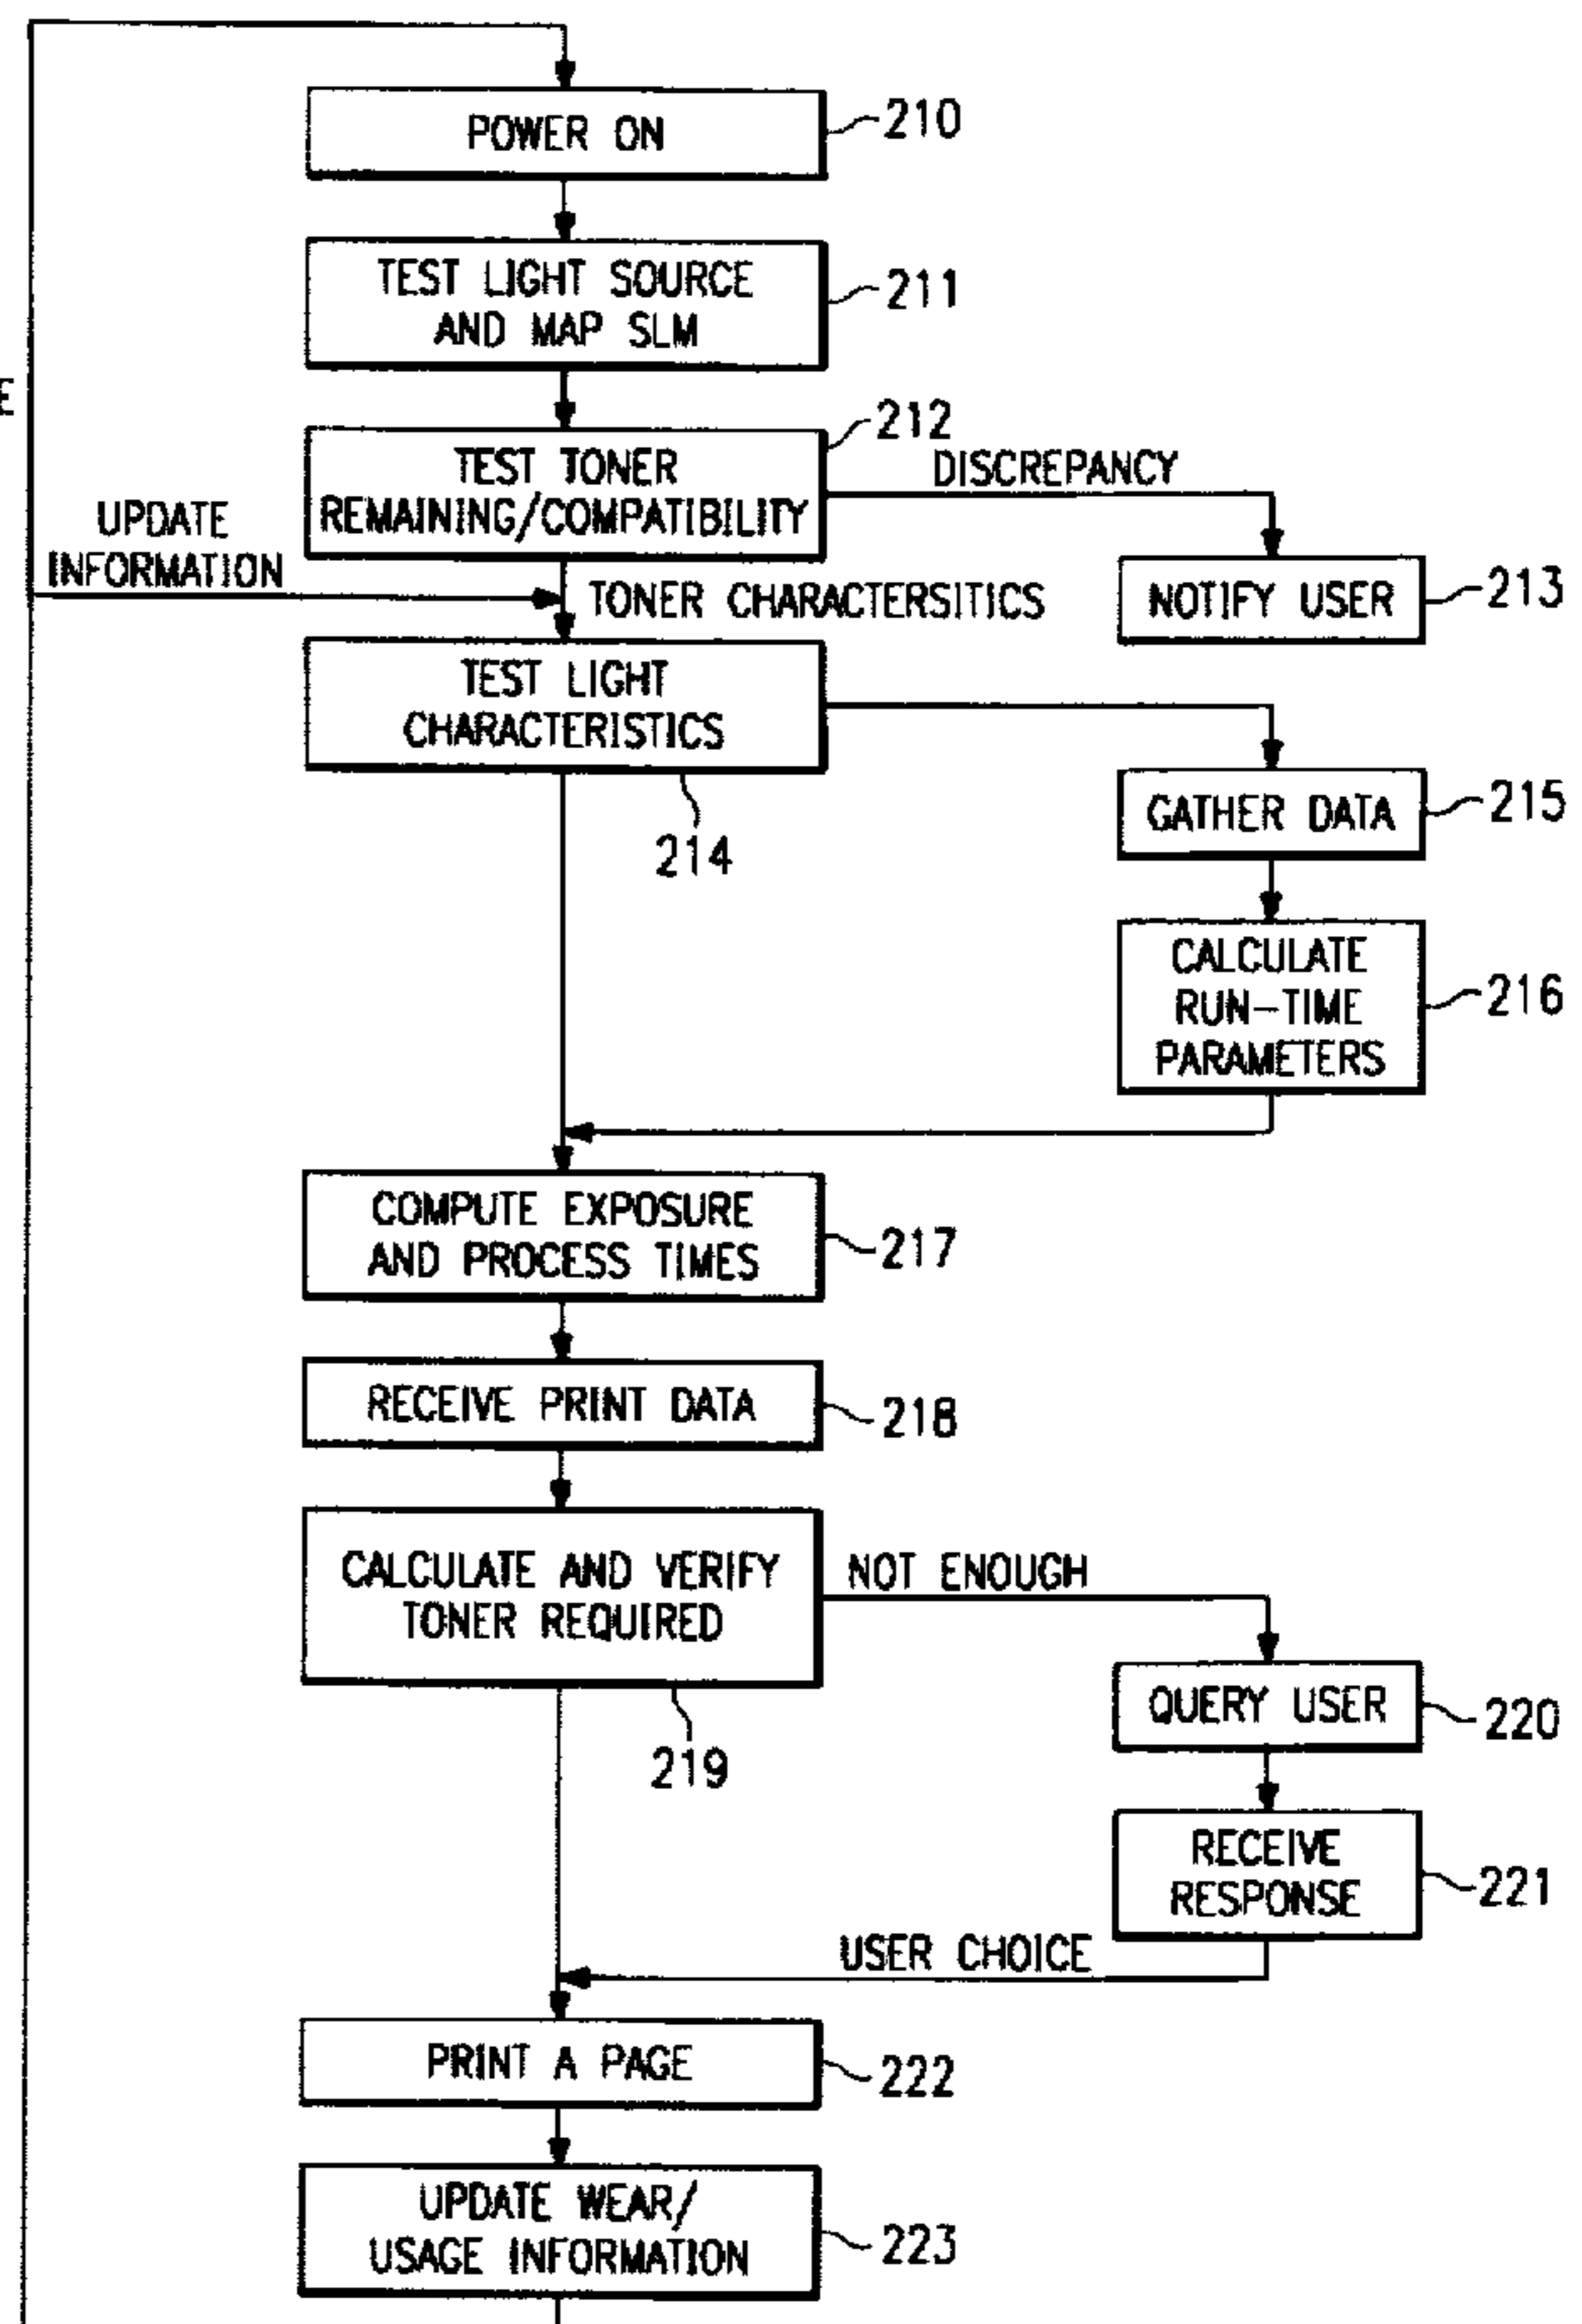 POWER ON
210
TEST LIGHT SOURCE
AND MAP SLM
211
E
TEST TONER
REMAINING/COMPATIBILITY
212
DISCREPANCY
NOTIFY USER
213
UPDATE
INFORMATION
TONER CHARACTERSITICS
TEST LIGHT
CHARACTERISTICS
214
GATHER DATA
215
CALCULATE
RUN-TIME
PARAMETERS
216
COMPUTE EXPOSURE
AND PROCESS TIMES
217
RECEIVE PRINT DATA
218
CALCULATE AND VERIFY
TONER REQUIRED
219
NOT ENOUGH
QUERY USER
220
RECEIVE
RESPONSE
221
USER CHOICE
PRINT A PAGE
222
UPDATE WEAR/
USAGE INFORMATION
223